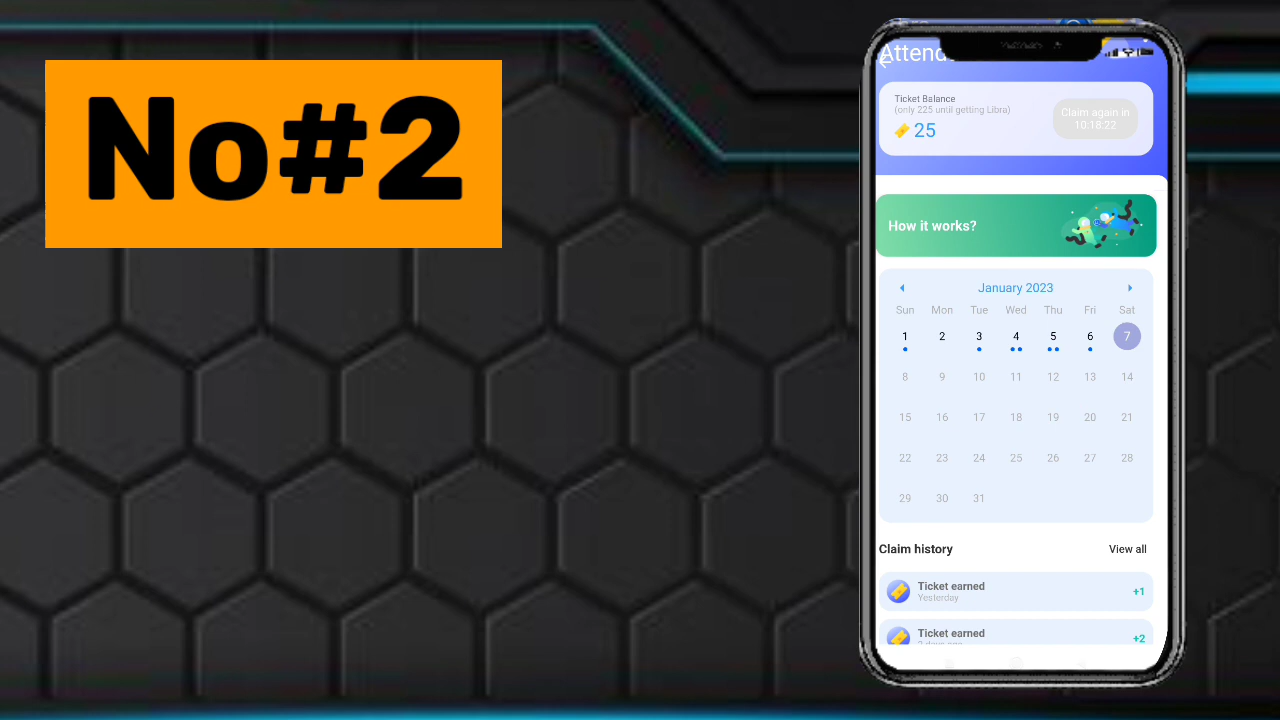 No#2
Ticket Balance
(only 225 until getting Libra)
25
Claim again in
10:18:22
How it works?
January 2023
Sun Mon Tue Wed Thu Fri Sat
1 2 3 4 5 6 7
8 9 10 11 12 13 14
15 16 17 18 19 20 21
22 23 24 25 26 27 28
29 30 31
Claim history View all
Ticket earned +1
Yesterday
Ticket earned +2